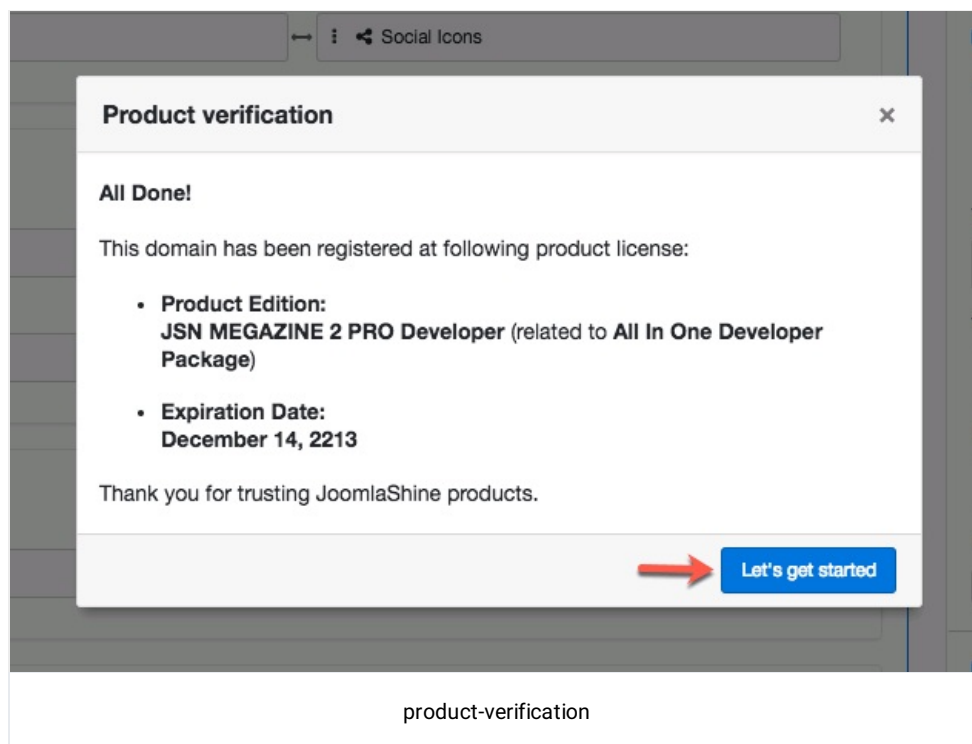 Social Icons
Product verification
All Done!
This domain has been registered at following product license:
• Product Edition:
JSN MEGAZINE 2 PRO Developer (related to All In One Developer
Package)
• Expiration Date:
December 14, 2213
Thank you for trusting JoomlaShine products.
Let's get started
product-verification